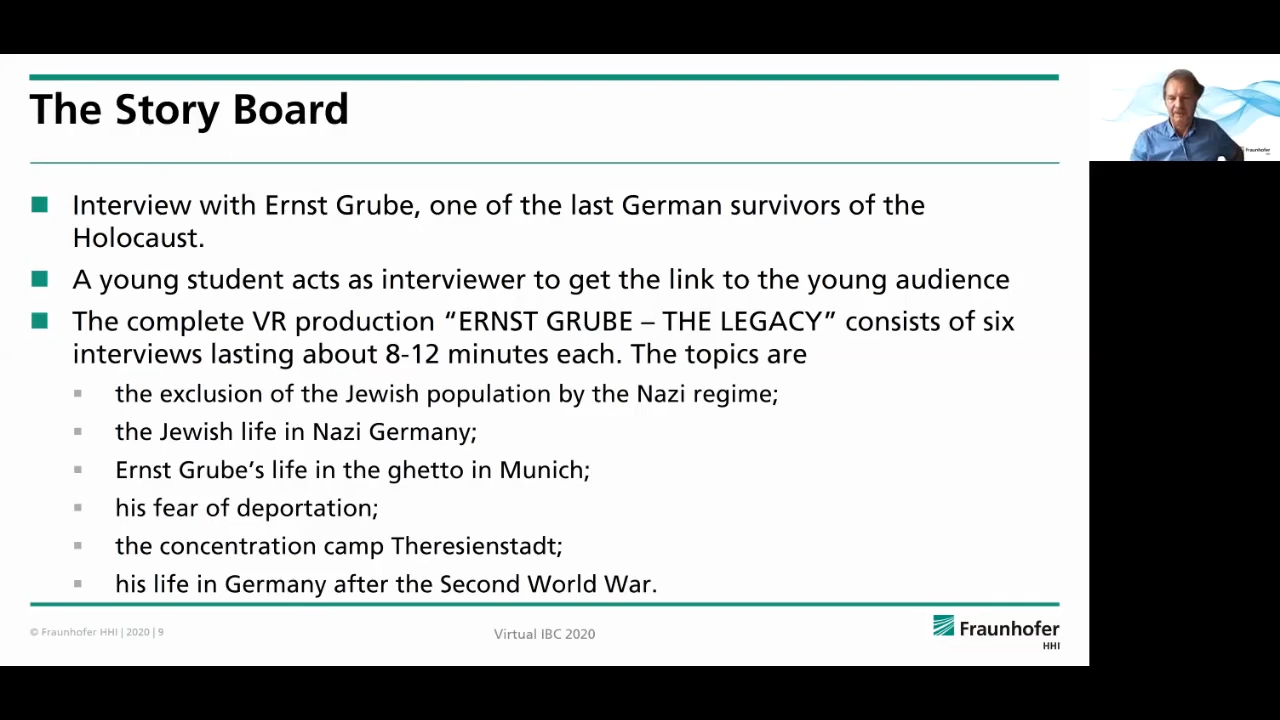 The Story Board
Interview with Ernst Grube, one of the last German survivors of the
Holocaust.
A young student acts as interviewer to get the link to the young audience
The complete VR production “ERNST GRUBE – THE LEGACY” consists of six
interviews lasting about 8-12 minutes each. The topics are
the exclusion of the Jewish population by the Nazi regime;
the Jewish life in Nazi Germany;
Ernst Grube’s life in the ghetto in Munich;
his fear of deportation;
the concentration camp Theresienstadt;
his life in Germany after the Second World War.
© Fraunhofer HHI | 2020 | 9
Virtual IBC 2020
Fraunhofer
HHI
Fraunhofer